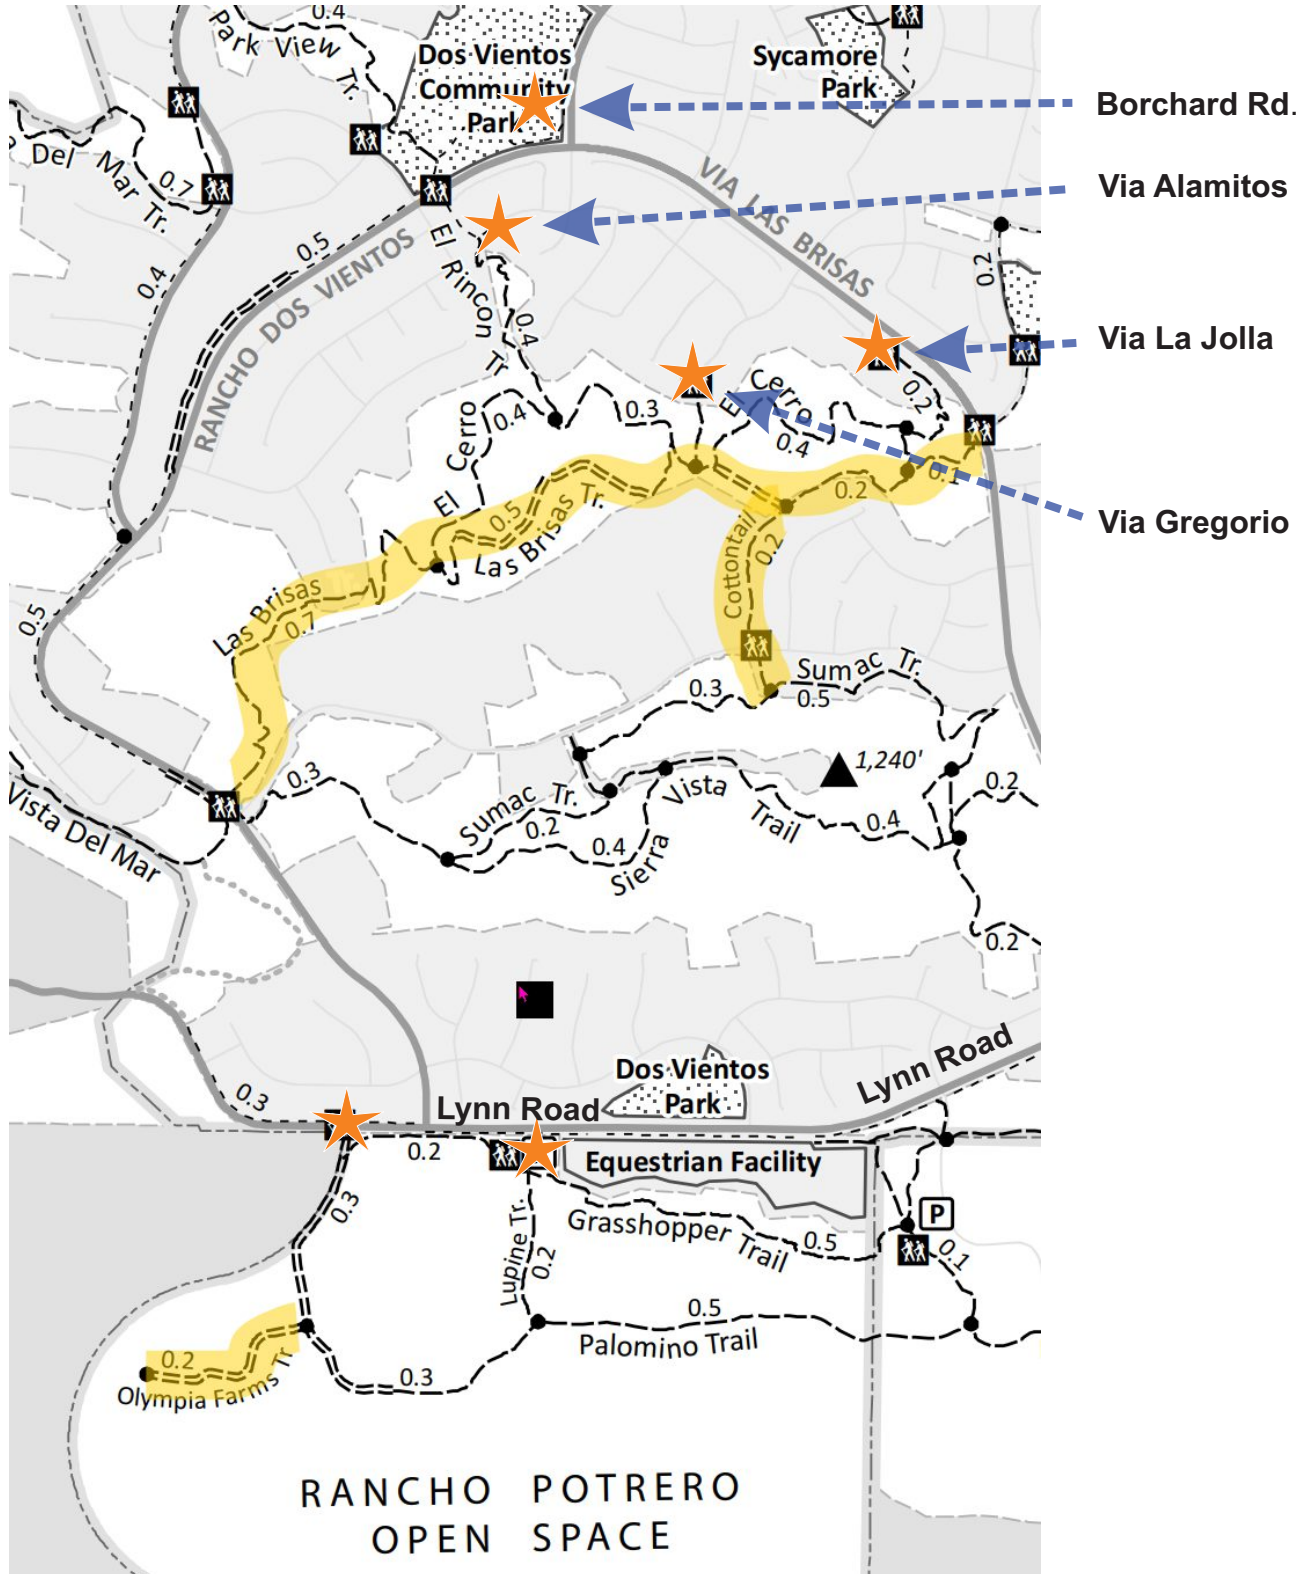 0.4
Park View Tr.
Dos Vientos
Community
Park
Sycamore
Park
Borchard Rd.
Del Mar Tr.
0.7
Via Alamitos
VIA LAS BRISAS
0.5
El Rincon Tr
0.4
RANCHO DOS VIENTOS
0.2
0.4
Via La Jolla
El Cerro
0.4
0.3
El Cerro
0.4
0.2
0.1
0.2
Via Gregorio
0.5
Las Brisas Tr.
Cottontail
0.2
Las Brisas Tr.
0.7
0.5
Sumac Tr.
0.3
0.5
1,240'
0.3
Sumac Tr.
0.2
Sierra Vista Trail
0.4
0.4
0.2
Vista Del Mar
0.2
Dos Vientos
Park
Lynn Road
0.3
Lynn Road
0.2
Equestrian Facility
0.3
Lupine Tr.
0.2
Grasshopper Trail
0.5
P
0.1
0.5
Palomino Trail
0.2
Olympia Farms Tr
0.3
RANCHO POTRERO
OPEN SPACE